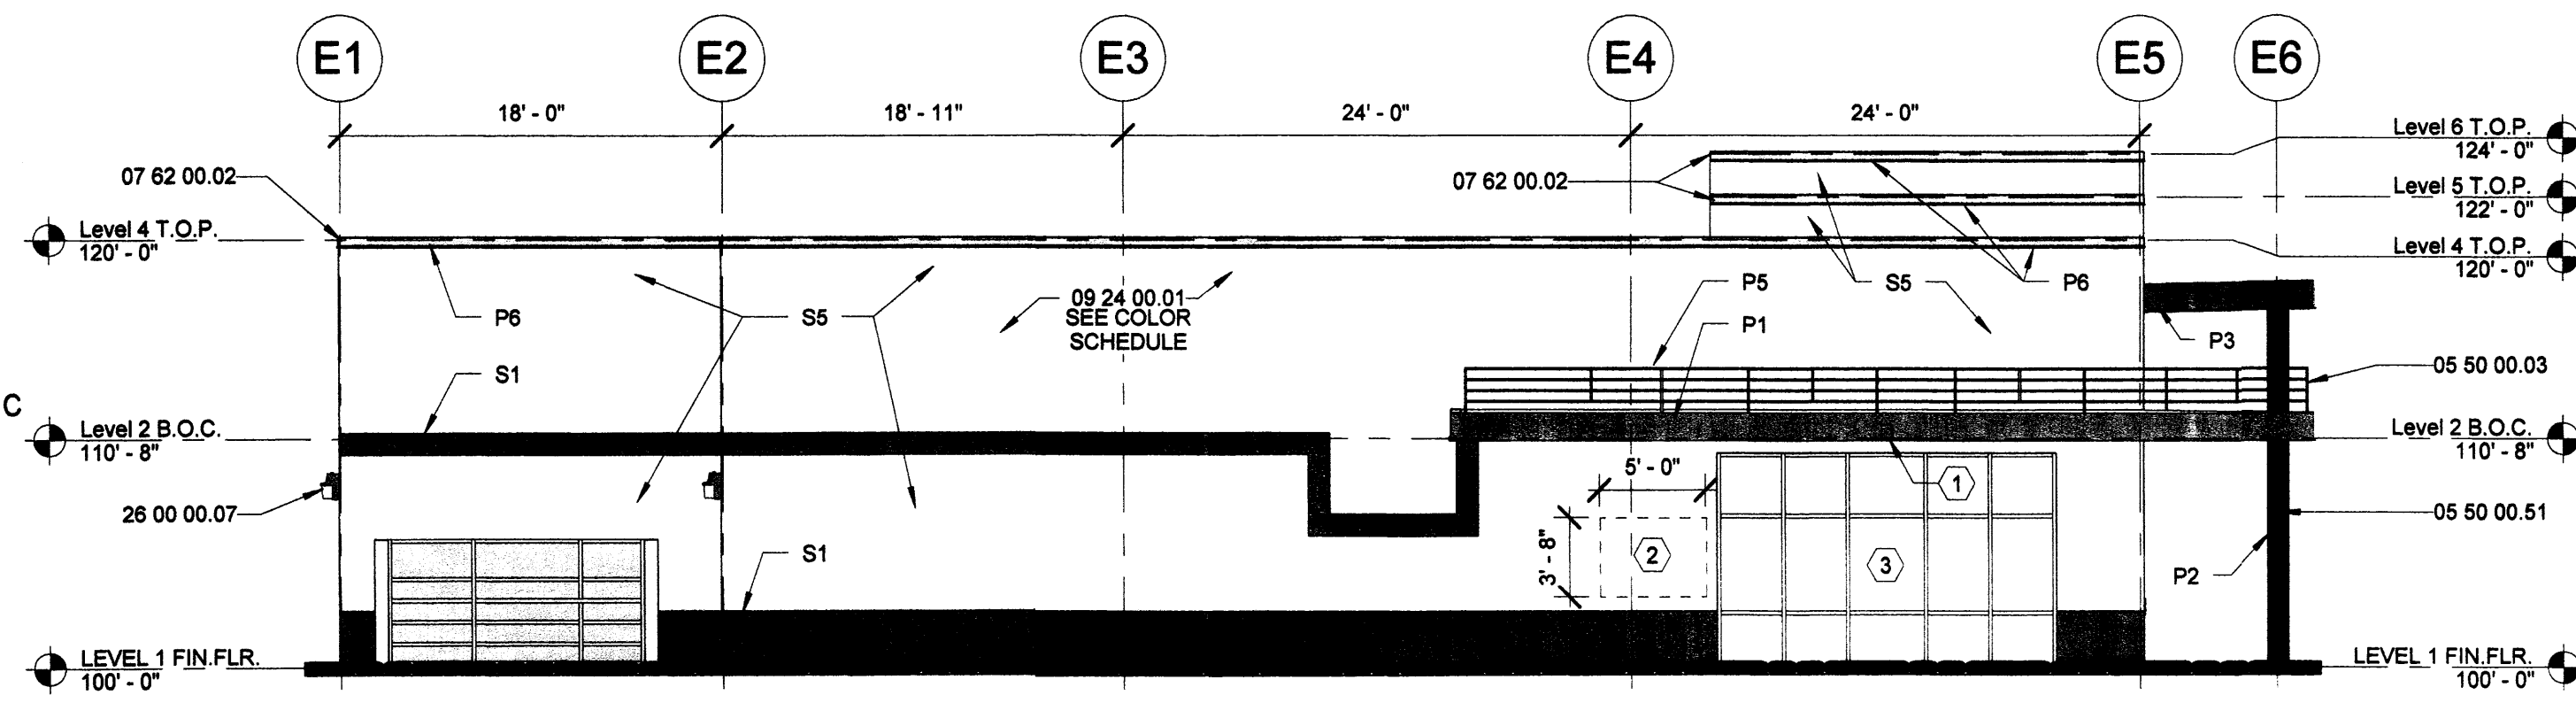 E1
E2
E3
E4
E5
E6
18' - 0"
18' - 11"
24' - 0"
24' - 0"
Level 6 T.O.P.
124' - 0"
07 62 00.02
07 62 00.02
Level 5 T.O.P.
122' - 0"
Level 4 T.O.P.
120' - 0"
Level 4 T.O.P.
120' - 0"
P6
S5
09 24 00.01
SEE COLOR
SCHEDULE
P5
S5
P6
P1
P3
S1
05 50 00.03
C
Level 2 B.O.C.
110' - 8"
Level 2 B.O.C.
110' - 8"
5' - 0"
1
26 00 00.07
05 50 00.51
S1
3' - 8"
2
3
P2
LEVEL 1 FIN.FLR.
100' - 0"
LEVEL 1 FIN.FLR.
100' - 0"